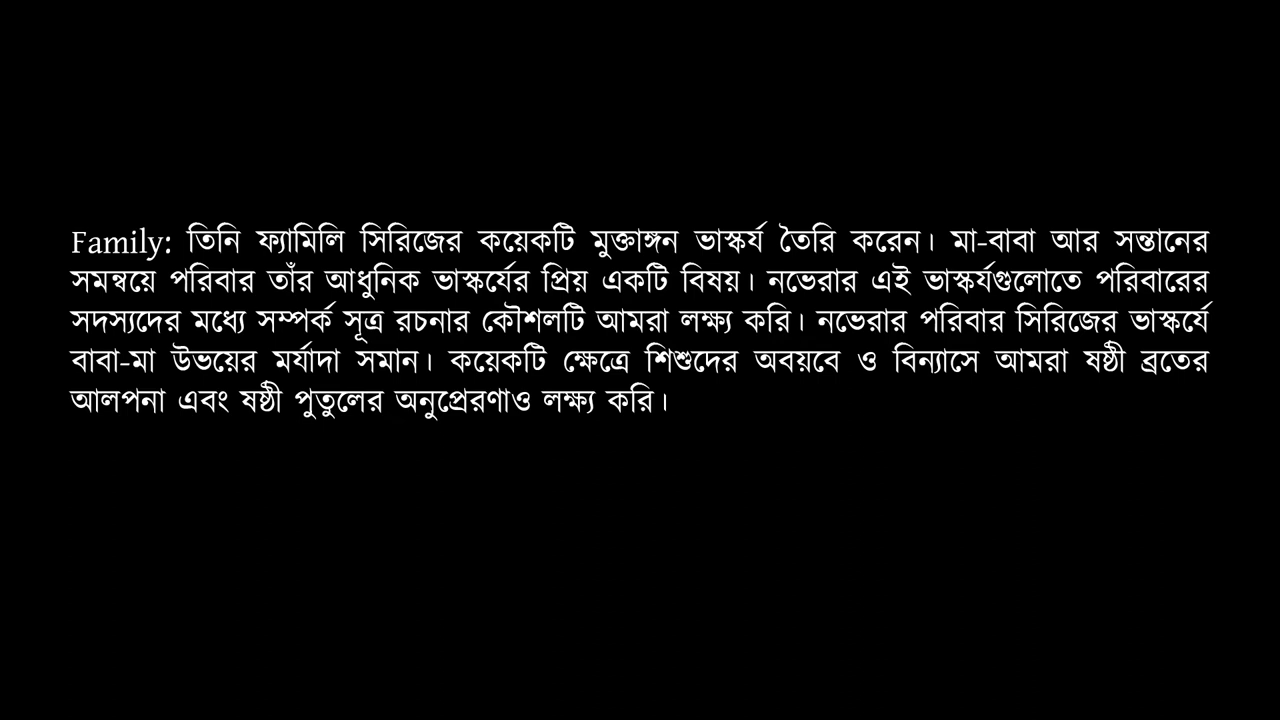 Family: তিনি ফ্যামিলি সিরিজের কয়েকটি মুক্তাঙ্গন ভাস্কর্য তৈরি করেন। মা-বাবা আর সন্তানের
সমন্বয়ে পরিবার তাঁর আধুনিক ভাস্কর্যের প্রিয় একটি বিষয়। নভেরার এই ভাস্কর্যগুলোতে পরিবারের
সদস্যদের মধ্যে সম্পর্ক সূত্র রচনার কৌশলটি আমরা লক্ষ্য করি। নভেরার পরিবার সিরিজের ভাস্কর্যে
বাবা-মা উভয়ের মর্যাদা সমান। কয়েকটি ক্ষেত্রে শিশুদের অবয়বে ও বিন্যাসে আমরা ষষ্ঠী ব্রতের
আলপনা এবং ষষ্ঠী পুতুলের অনুপ্রেরণাও লক্ষ্য করি।